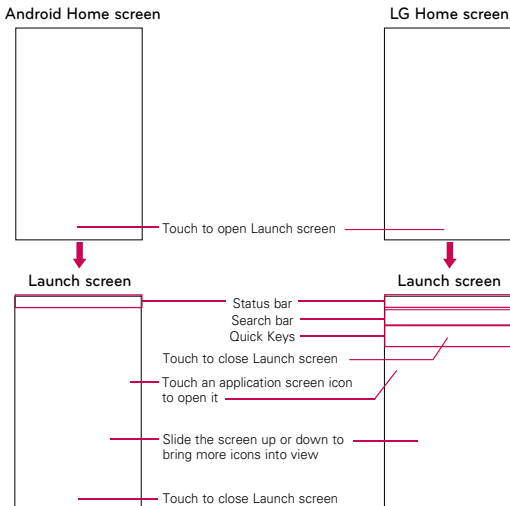 Android Home screen
LG Home screen
Touch to open Launch screen
Launch screen
Launch screen
Status bar
Search bar
Quick Keys
Touch to close Launch screen
Touch an application screen icon
to open it
Slide the screen up or down to
bring more icons into view
Touch to close Launch screen